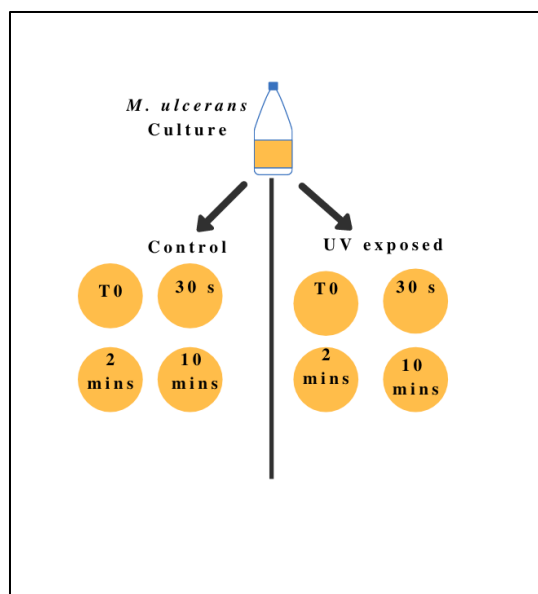 M. ulcerans
Culture
Control
UV exposed
T0
30 s
2
mins
10
mins
T0
30 s
2
mins
10
mins